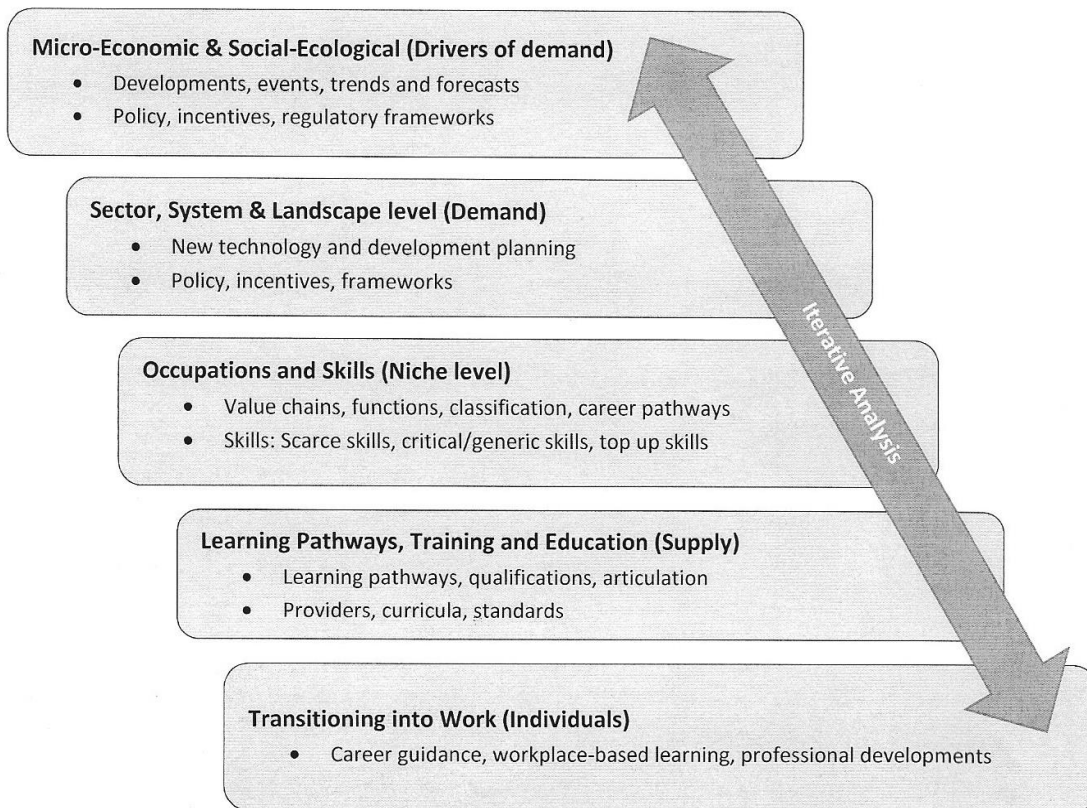 Micro-Economic & Social-Ecological (Drivers of demand)
• Developments, events, trends and forecasts
• Policy, incentives, regulatory frameworks
Sector, System & Landscape level (Demand)
• New technology and development planning
• Policy, incentives, frameworks
Occupations and Skills (Niche level)
• Value chains, functions, classification, career pathways
• Skills: Scarce skills, critical/generic skills, top up skills
Learning Pathways, Training and Education (Supply)
• Learning pathways, qualifications, articulation
• Providers, curricula, standards
Transitioning into Work (Individuals)
• Career guidance, workplace-based learning, professional developments
Iterative Analysis